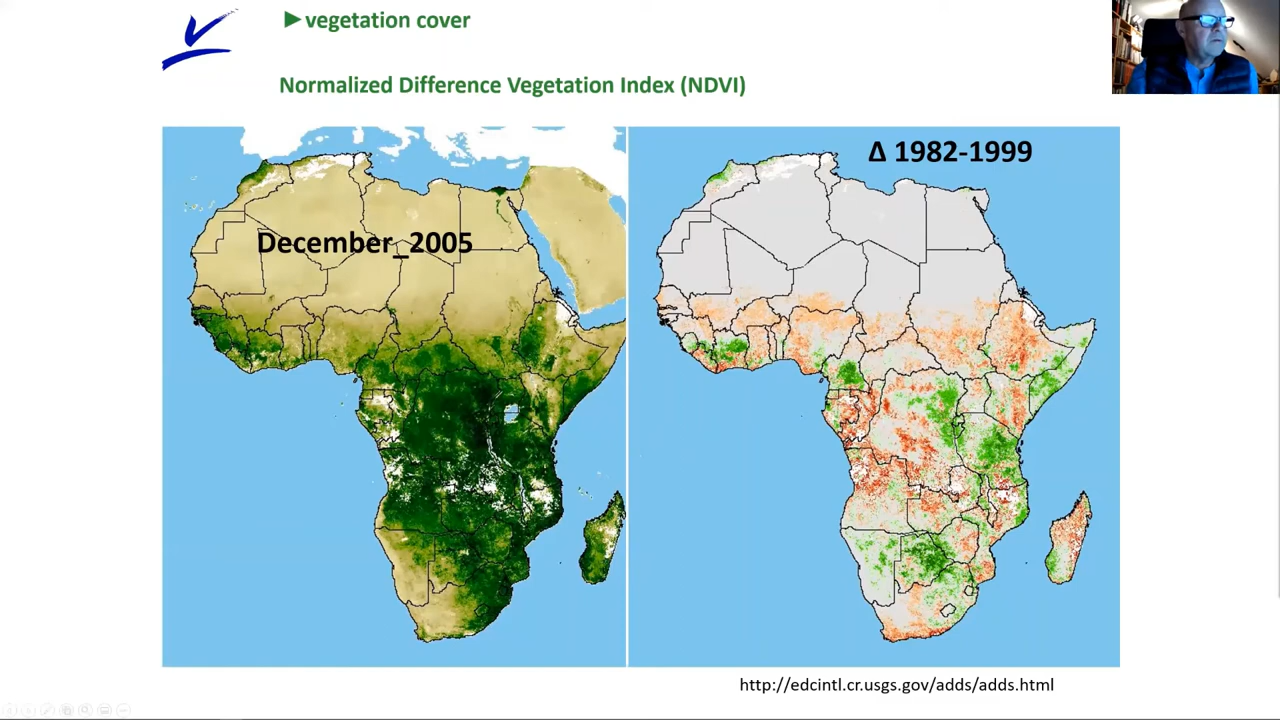 ►vegetation cover
Normalized Difference Vegetation Index (NDVI)
Δ 1982-1999
December_2005
http://edcintl.cr.usgs.gov/adds/adds.html